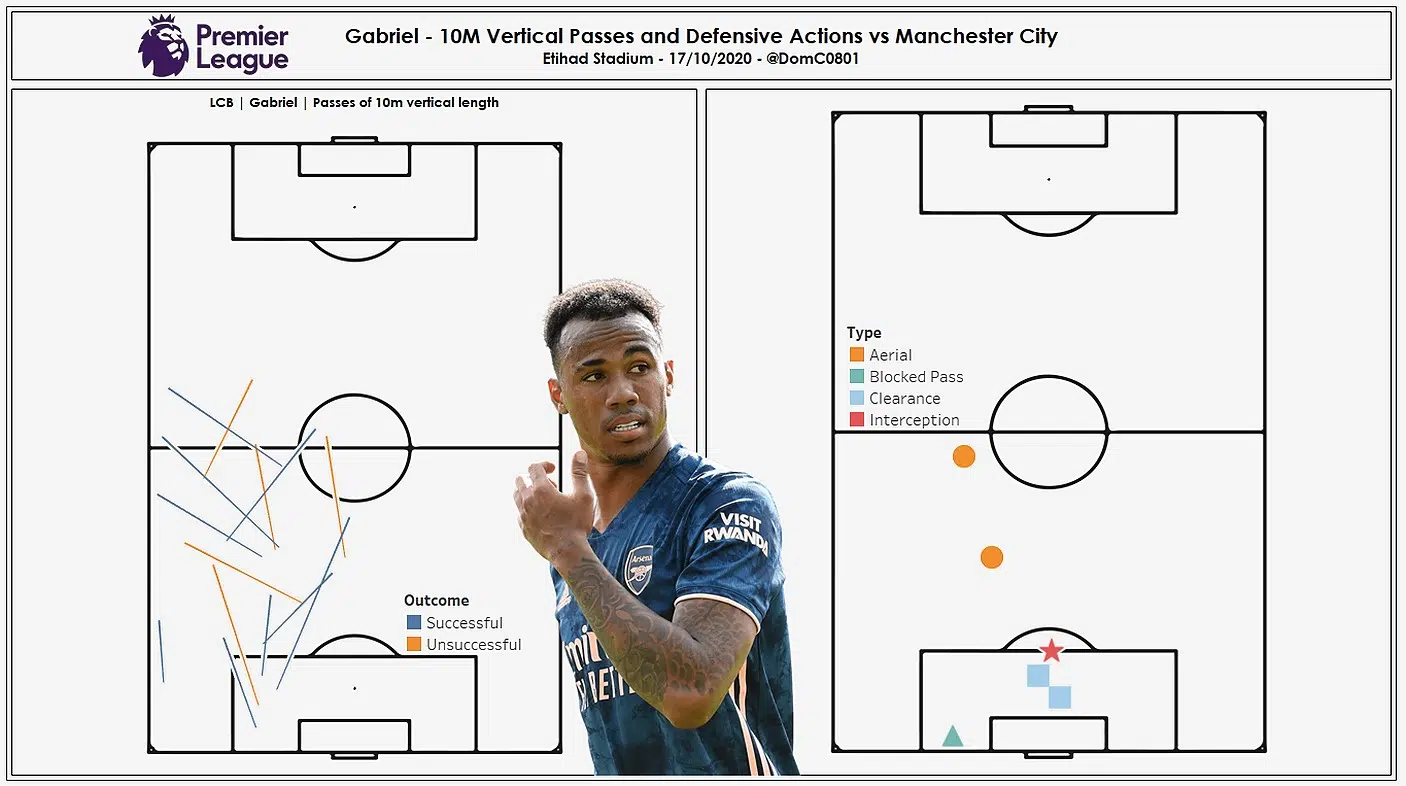 Premier
League
Gabriel - 10M Vertical Passes and Defensive Actions vs Manchester City
Etihad Stadium - 17/10/2020 - @DomC0801
LCB | Gabriel | Passes of 10m vertical length
Outcome
Successful
Unsuccessful
VISIT
RWANDA
Arsenal
Type
Aerial
Blocked Pass
Clearance
Interception